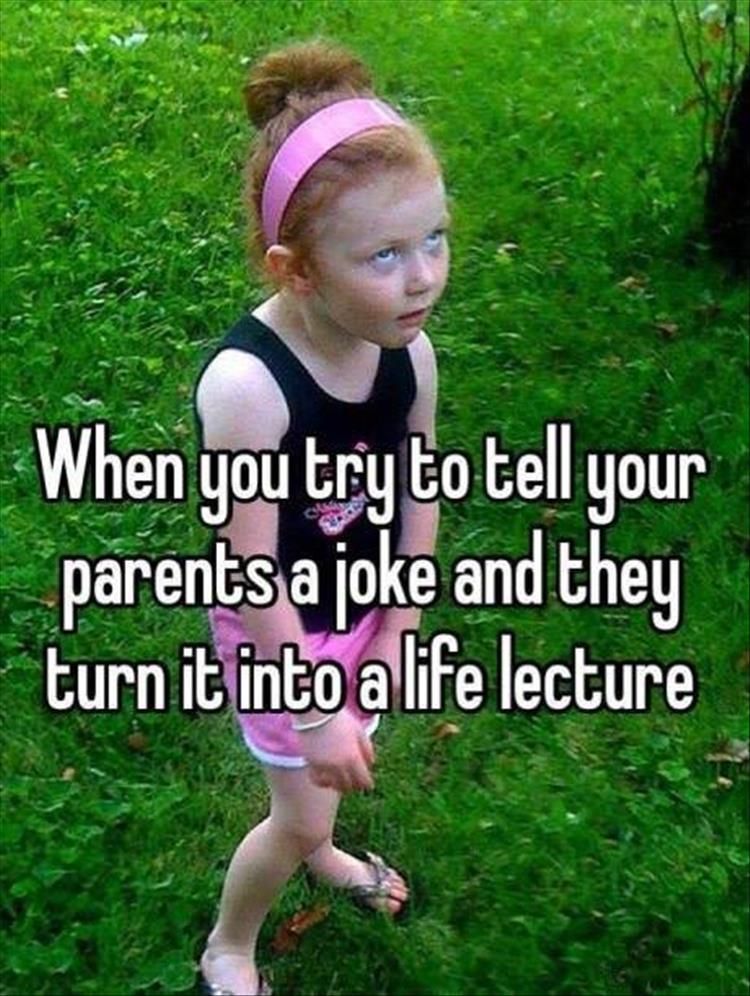 When you try to tell your
parents a joke and they
turn it into a life lecture